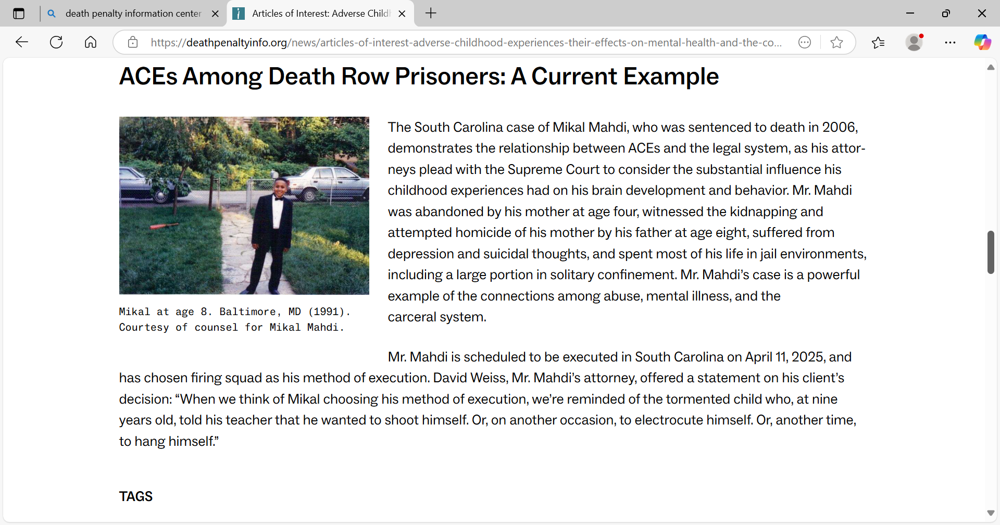 death penalty information center
Articles of Interest: Adverse Child
https://deathpenaltyinfo.org/news/articles-of-interest-adverse-childhood-experiences-their-effects-on-mental-health-and-the-co...
ACEs Among Death Row Prisoners: A Current Example
The South Carolina case of Mikal Mahdi, who was sentenced to death in 2006,
demonstrates the relationship between ACEs and the legal system, as his attor-
neys plead with the Supreme Court to consider the substantial influence his
childhood experiences had on his brain development and behavior. Mr. Mahdi
was abandoned by his mother at age four, witnessed the kidnapping and
attempted homicide of his mother by his father at age eight, suffered from
depression and suicidal thoughts, and spent most of his life in jail environments,
including a large portion in solitary confinement. Mr. Mahdi’s case is a powerful
example of the connections among abuse, mental illness, and the
carceral system.
Mikal at age 8. Baltimore, MD (1991).
Courtesy of counsel for Mikal Mahdi.
Mr. Mahdi is scheduled to be executed in South Carolina on April 11, 2025, and
has chosen firing squad as his method of execution. David Weiss, Mr. Mahdi’s attorney, offered a statement on his client’s
decision: “When we think of Mikal choosing his method of execution, we’re reminded of the tormented child who, at nine
years old, told his teacher that he wanted to shoot himself. Or, on another occasion, to electrocute himself. Or, another time,
to hang himself.”
TAGS